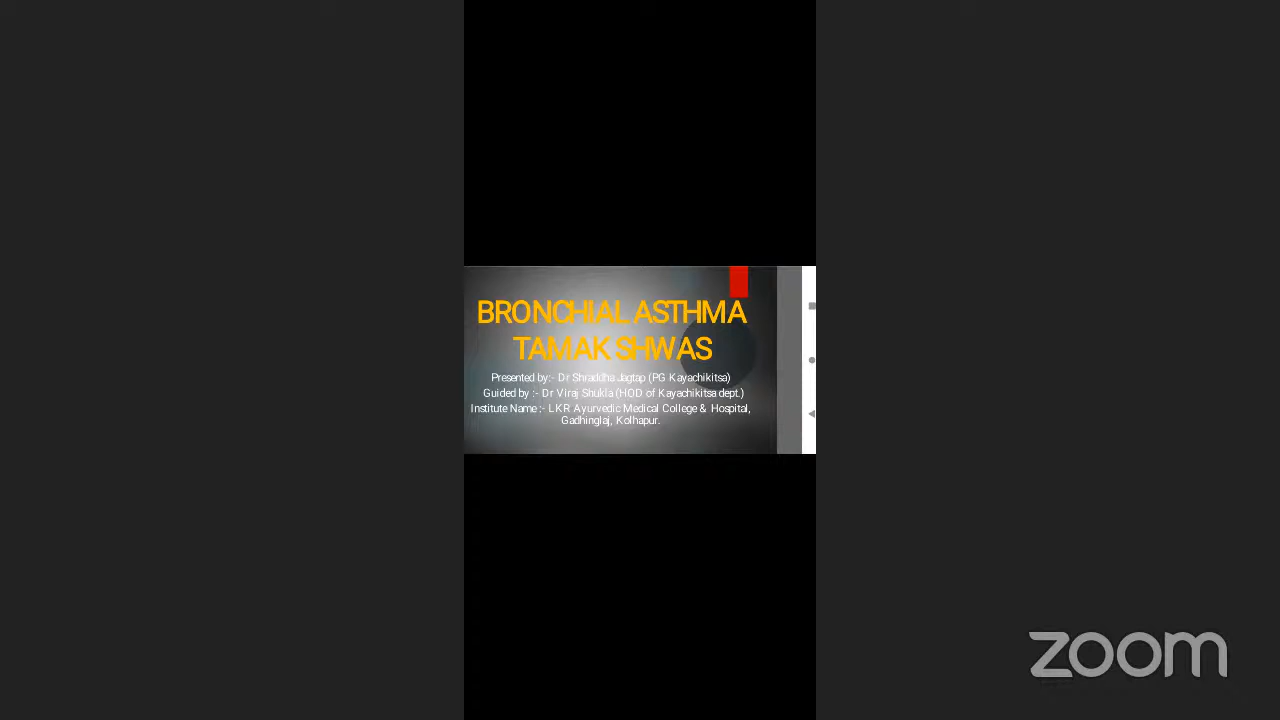 BRONCHIAL ASTHMA
TAMAK SHWAS
Presented by:- Dr Shraddha Jagtap (PG Kayachikitsa)
Guided by :- Dr Viraj Shukla (HOD of Kayachikitsa dept.)
Institute Name :- LKR Ayurvedic Medical College & Hospital,
Gadhinglaj, Kolhapur.
zoom